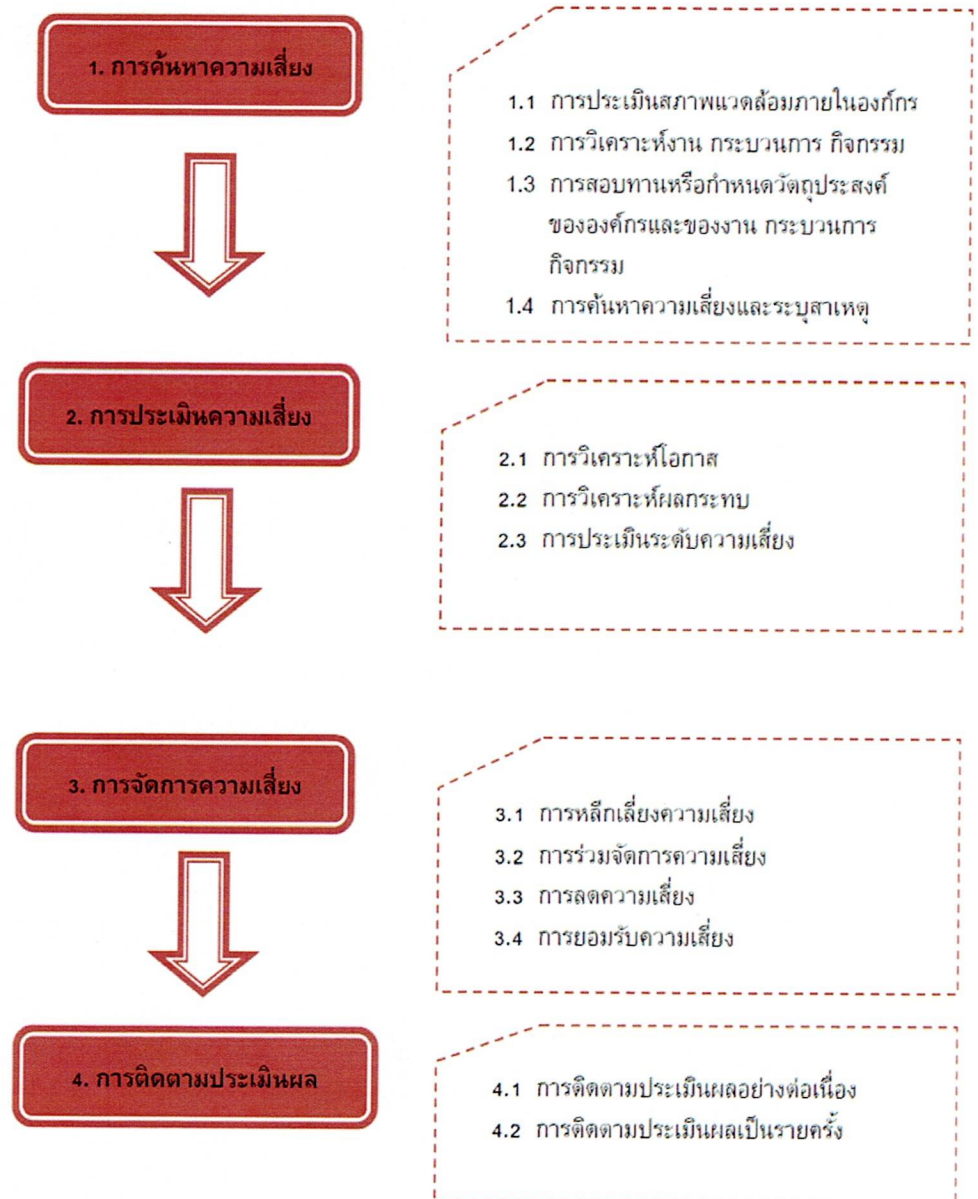 1. การค้นหาความเสี่ยง
1.1 การประเมินสภาพแวดล้อมภายในองก์กร
1.2 การวิเคราะห์งาน กระบวนการ กิจกรรม
1.3 การสอบทานหรือกำหนดวัตถุประสงค์
ขององค์กรและของงาน กระบวนการ
กิจกรรม
1.4 การค้นหาความเสี่ยงและระบุสาเหตุ
2. การประเมินความเสี่ยง
2.1 การวิเคราะห์โอกาส
2.2 การวิเคราะห์ผลกระทบ
2.3 การประเมินระดับความเสี่ยง
3. การจัดการความเสี่ยง
3.1 การหลีกเลี่ยงความเสี่ยง
3.2 การร่วมจัดการความเสี่ยง
3.3 การลดความเสี่ยง
3.4 การยอมรับความเสี่ยง
4. การติดตามประเมินผล
4.1 การติดตามประเมินผลอย่างต่อเนื่อง
4.2 การติดตามประเมินผลเป็นรายครั้ง